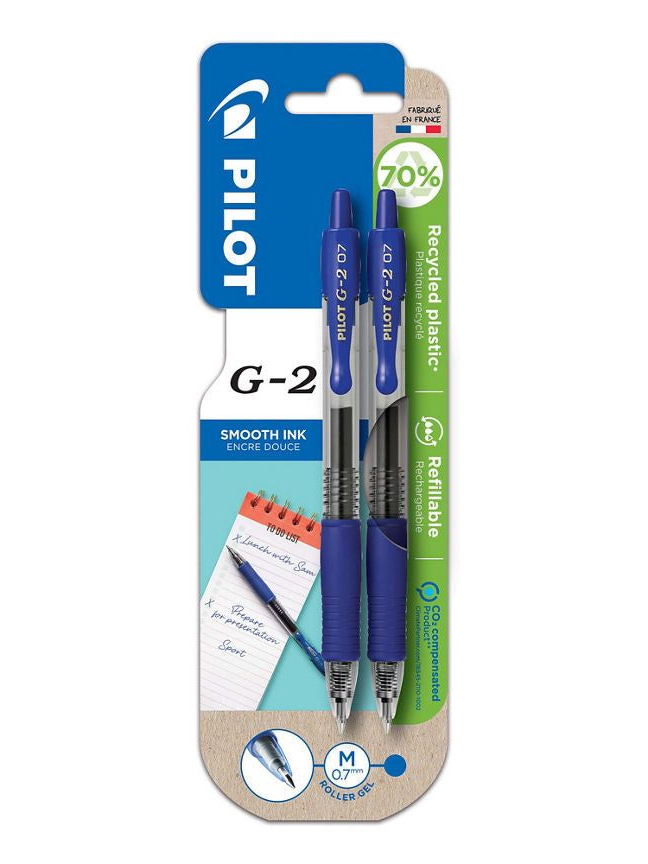 PILOT
FABRIQUÉ
EN FRANCE
70%
Recycled plastic*
Plastique recyclé
Refillable
Rechargeable
CO₂ compensated
Product**
G-2
SMOOTH INK
ENCRE DOUCE
PILOT G-2 07
PILOT G-2 07
TO DO LIST
X Lunch with Sam
X Prepare
for presentation
Sport
M
0.7mm
ROLLER GEL